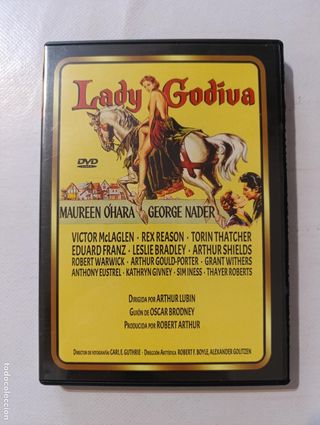 Lady Godiva
DVD
VIDEO
MAUREEN O'HARA GEORGE NADER
VICTOR McLAGLEN · REX REASON · TORIN THATCHER
EDUARD FRANZ · LESLIE BRADLEY · ARTHUR SHIELDS
ROBERT WARWICK · ARTHUR GOULD-PORTER · GRANT WITHERS
ANTHONY EUSTREL · KATHRYN GIVNEY · SIM INESS · THAYER ROBERTS
DIRIGIDA POR ARTHUR LUBIN
GUIÓN DE OSCAR BRODNEY
PRODUCIDA POR ROBERT ARTHUR
DIRECTOR DE FOTOGRAFÍA: CARL E. GUTHRIE · DIRECCIÓN ARTÍSTICA: ROBERT F. BOYLE, ALEXANDER GOLITZEN
todocoleccion